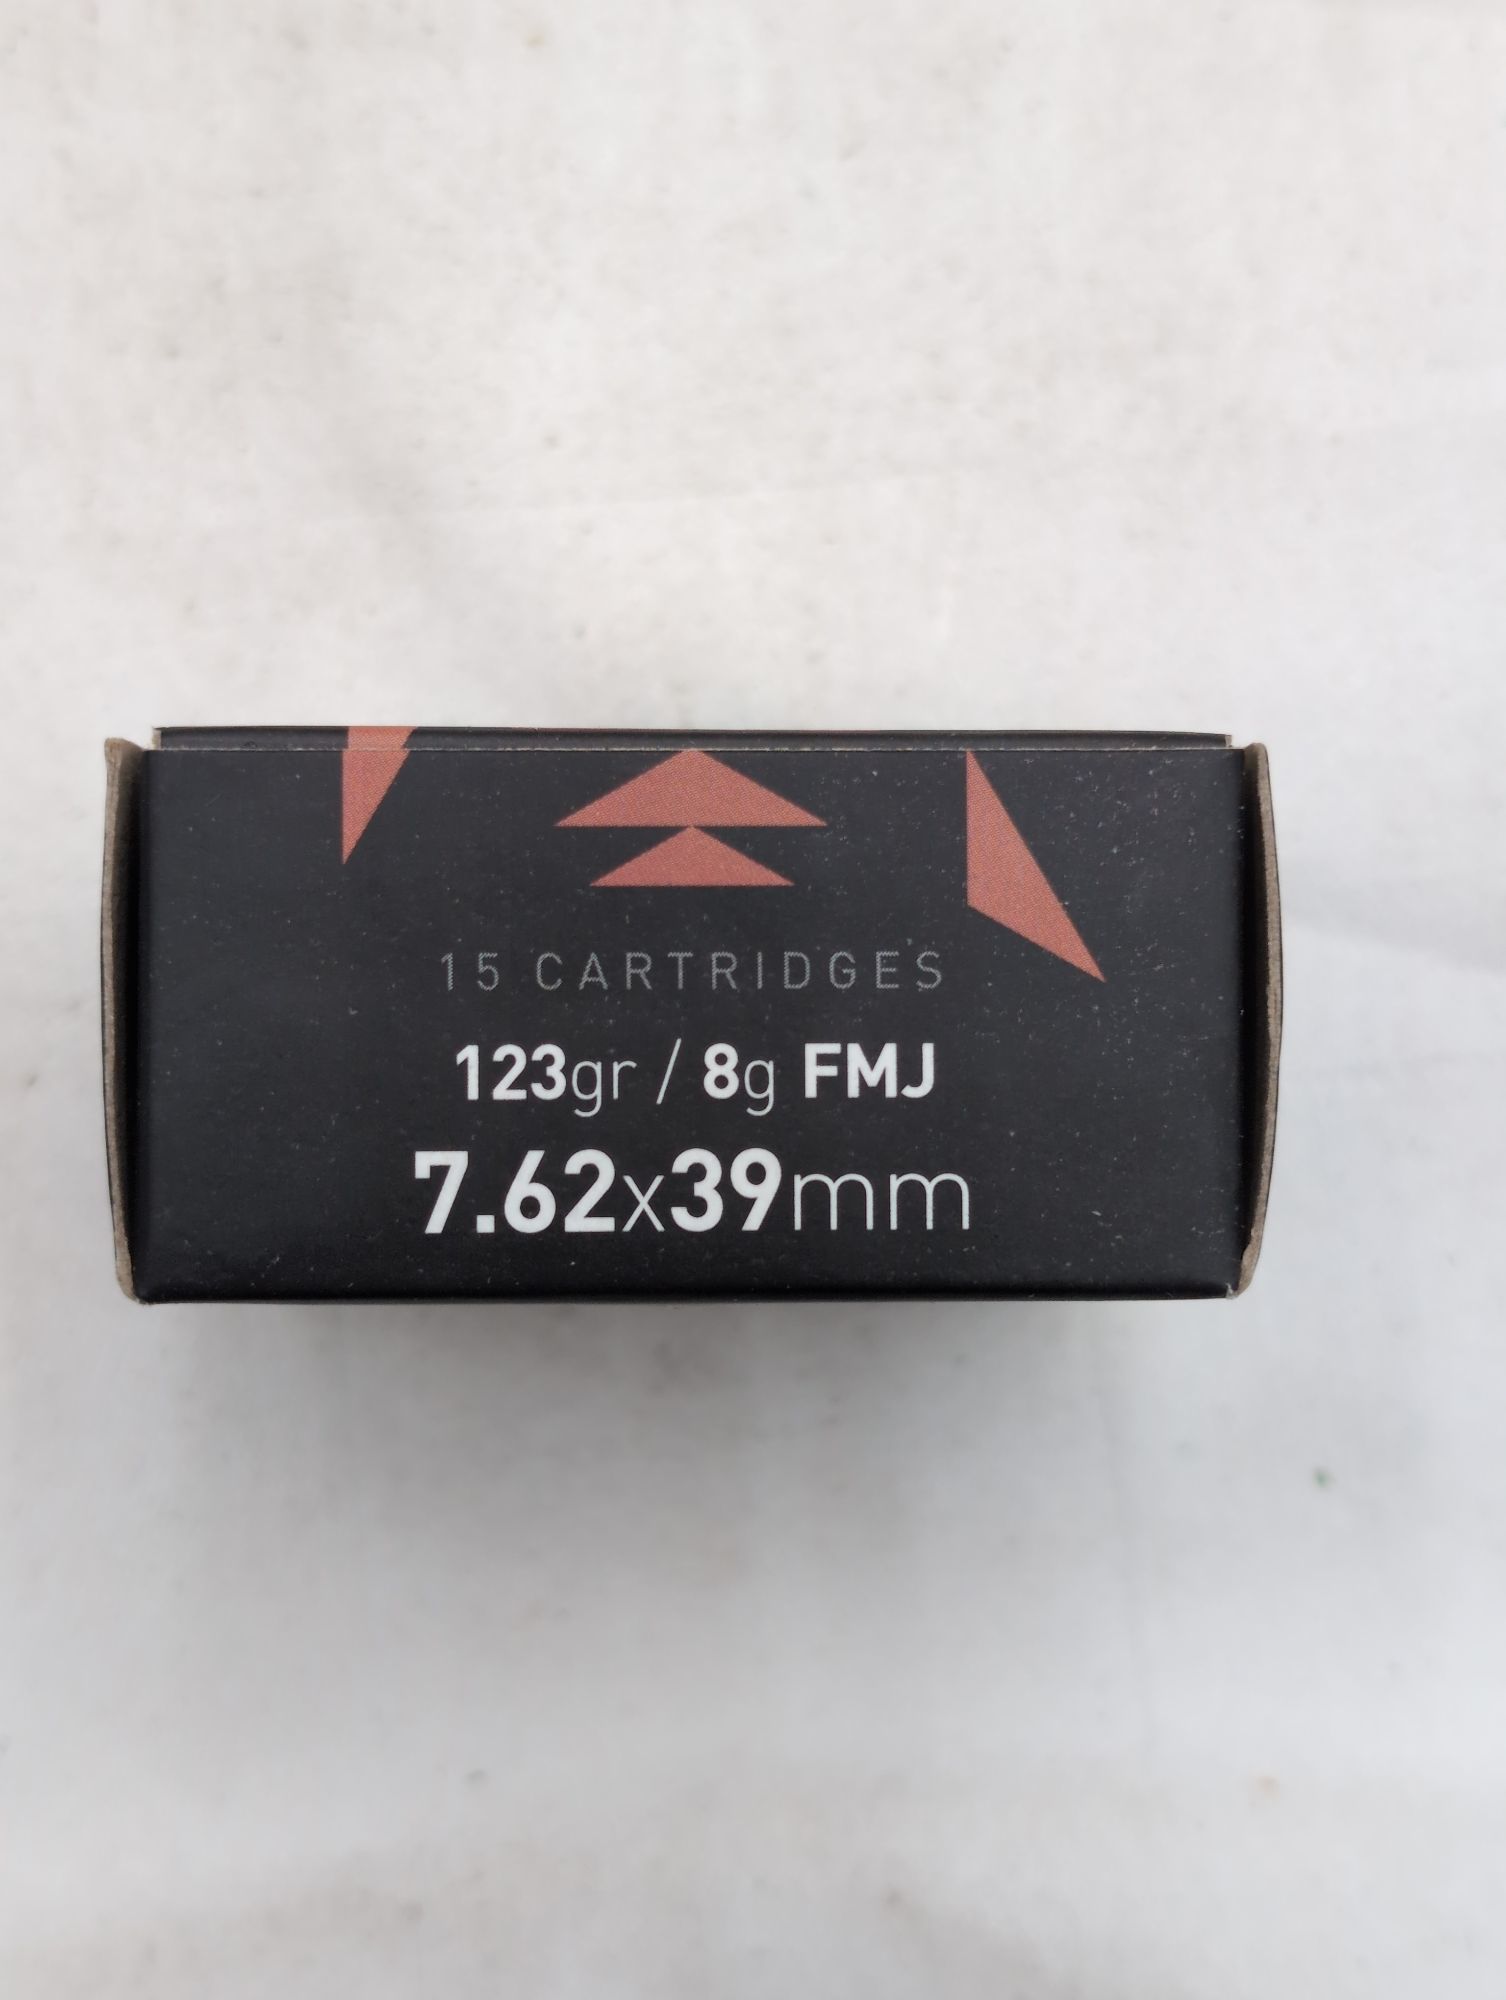 15 CARTRIDGES
123gr / 8g FMJ
7.62x39mm